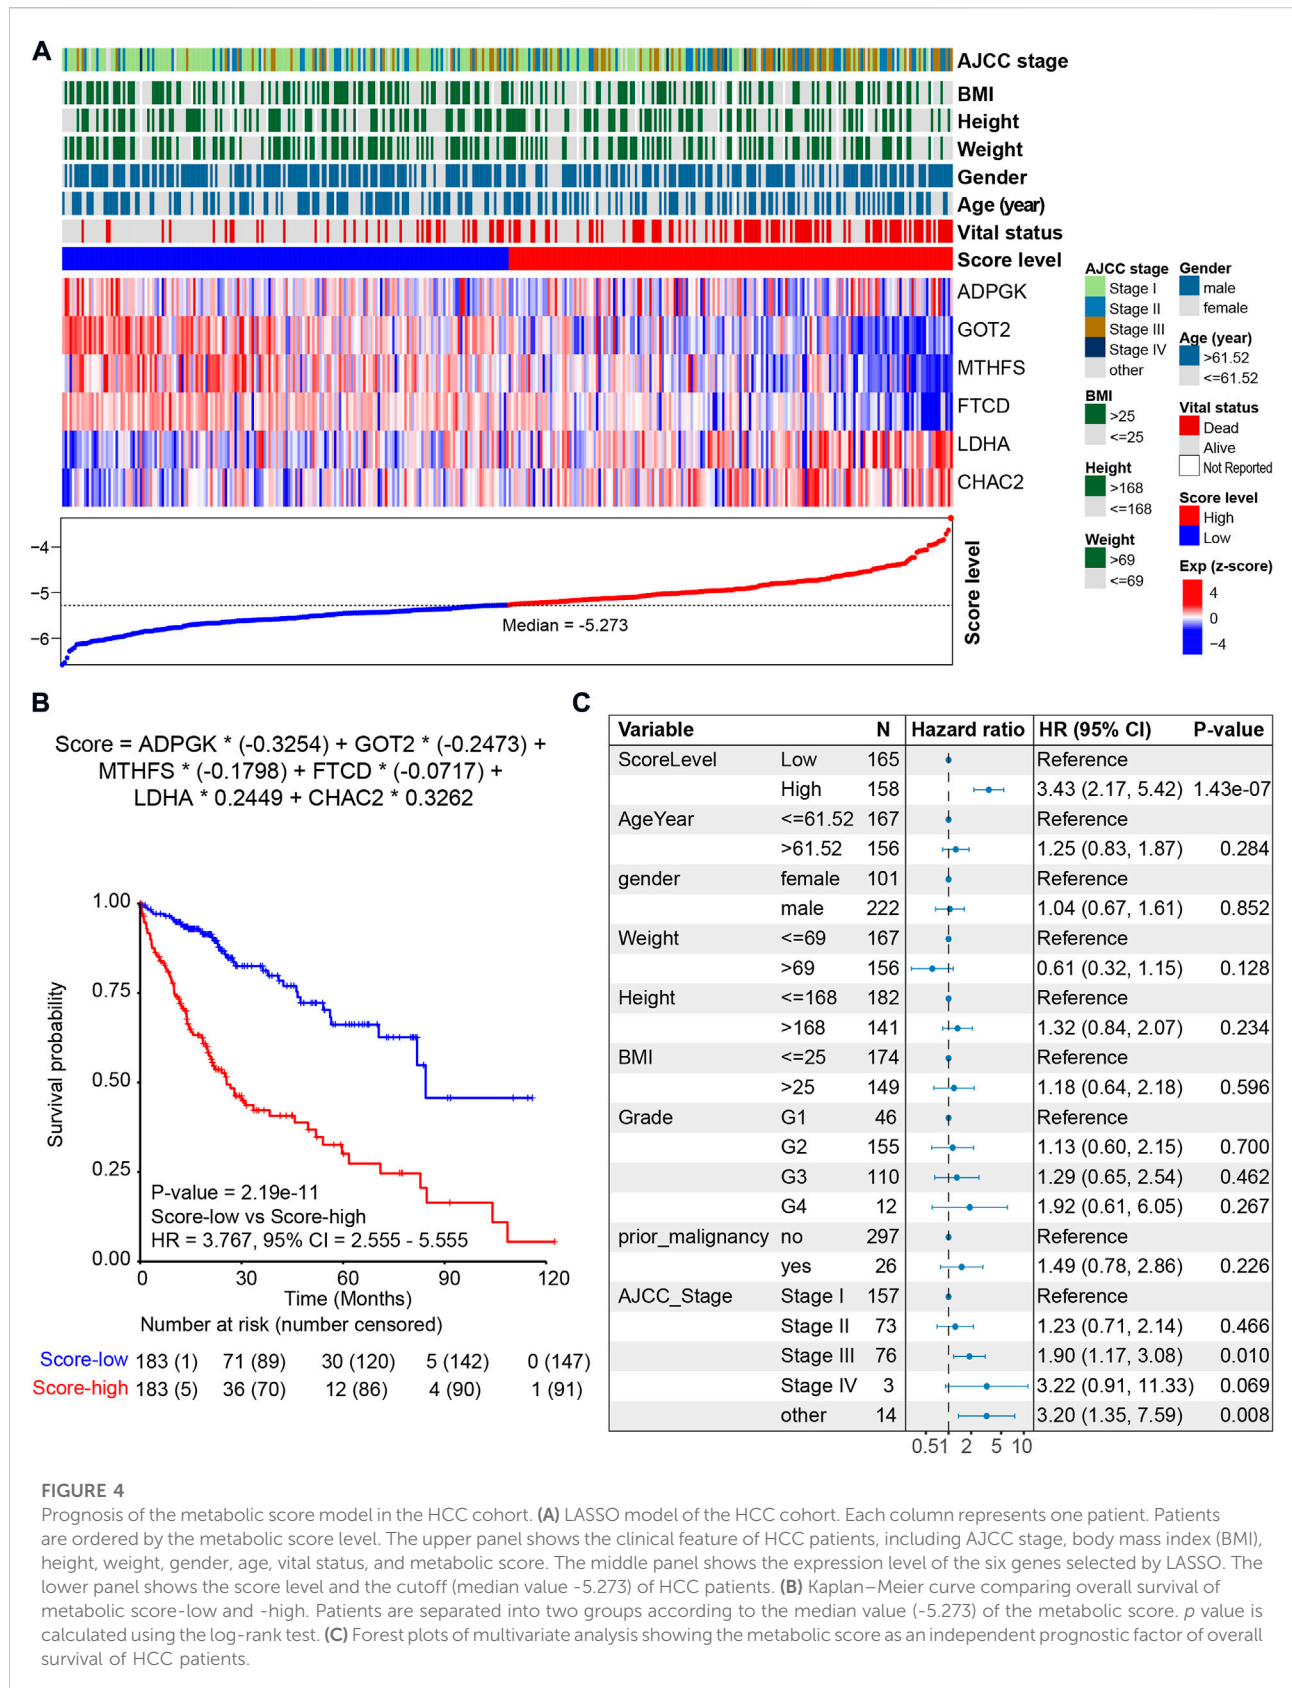 A
AJCC stage
BMI
Height
Weight
Gender
Age (year)
Vital status
Score level
ADPGK
GOT2
MTHFS
FTCD
LDHA
CHAC2
AJCC stage
Stage I
Stage II
Stage III
Stage IV
other
BMI
>25
<=25
Height
>168
<=168
Weight
>69
<=69
Gender
male
female
Age (year)
>61.52
<=61.52
Vital status
Dead
Alive
Not Reported
Score level
High
Low
Exp (z-score)
4
0
−4
−4
−5
−6
Median = -5.273
Score level
B
Score = ADPGK * (-0.3254) + GOT2 * (-0.2473) +
MTHFS * (-0.1798) + FTCD * (-0.0717) +
LDHA * 0.2449 + CHAC2 * 0.3262
Survival probability
1.00
0.75
0.50
0.25
0.00
P-value = 2.19e-11
Score-low vs Score-high
HR = 3.767, 95% CI = 2.555 - 5.555
0 30 60 90 120
Time (Months)
Number at risk (number censored)
Score-low 183 (1) 71 (89) 30 (120) 5 (142) 0 (147)
Score-high 183 (5) 36 (70) 12 (86) 4 (90) 1 (91)
C
Variable N Hazard ratio HR (95% CI) P-value
ScoreLevel Low 165 Reference
High 158 3.43 (2.17, 5.42) 1.43e-07
AgeYear <=61.52 167 Reference
>61.52 156 1.25 (0.83, 1.87) 0.284
gender female 101 Reference
male 222 1.04 (0.67, 1.61) 0.852
Weight <=69 167 Reference
>69 156 0.61 (0.32, 1.15) 0.128
Height <=168 182 Reference
>168 141 1.32 (0.84, 2.07) 0.234
BMI <=25 174 Reference
>25 149 1.18 (0.64, 2.18) 0.596
Grade G1 46 Reference
G2 155 1.13 (0.60, 2.15) 0.700
G3 110 1.29 (0.65, 2.54) 0.462
G4 12 1.92 (0.61, 6.05) 0.267
prior_malignancy no 297 Reference
yes 26 1.49 (0.78, 2.86) 0.226
AJCC_Stage Stage I 157 Reference
Stage II 73 1.23 (0.71, 2.14) 0.466
Stage III 76 1.90 (1.17, 3.08) 0.010
Stage IV 3 3.22 (0.91, 11.33) 0.069
other 14 3.20 (1.35, 7.59) 0.008
0.5 1 2 5 10
FIGURE 4
Prognosis of the metabolic score model in the HCC cohort. (A) LASSO model of the HCC cohort. Each column represents one patient. Patients
are ordered by the metabolic score level. The upper panel shows the clinical feature of HCC patients, including AJCC stage, body mass index (BMI),
height, weight, gender, age, vital status, and metabolic score. The middle panel shows the expression level of the six genes selected by LASSO. The
lower panel shows the score level and the cutoff (median value -5.273) of HCC patients. (B) Kaplan–Meier curve comparing overall survival of
metabolic score-low and -high. Patients are separated into two groups according to the median value (-5.273) of the metabolic score. p value is
calculated using the log-rank test. (C) Forest plots of multivariate analysis showing the metabolic score as an independent prognostic factor of overall
survival of HCC patients.